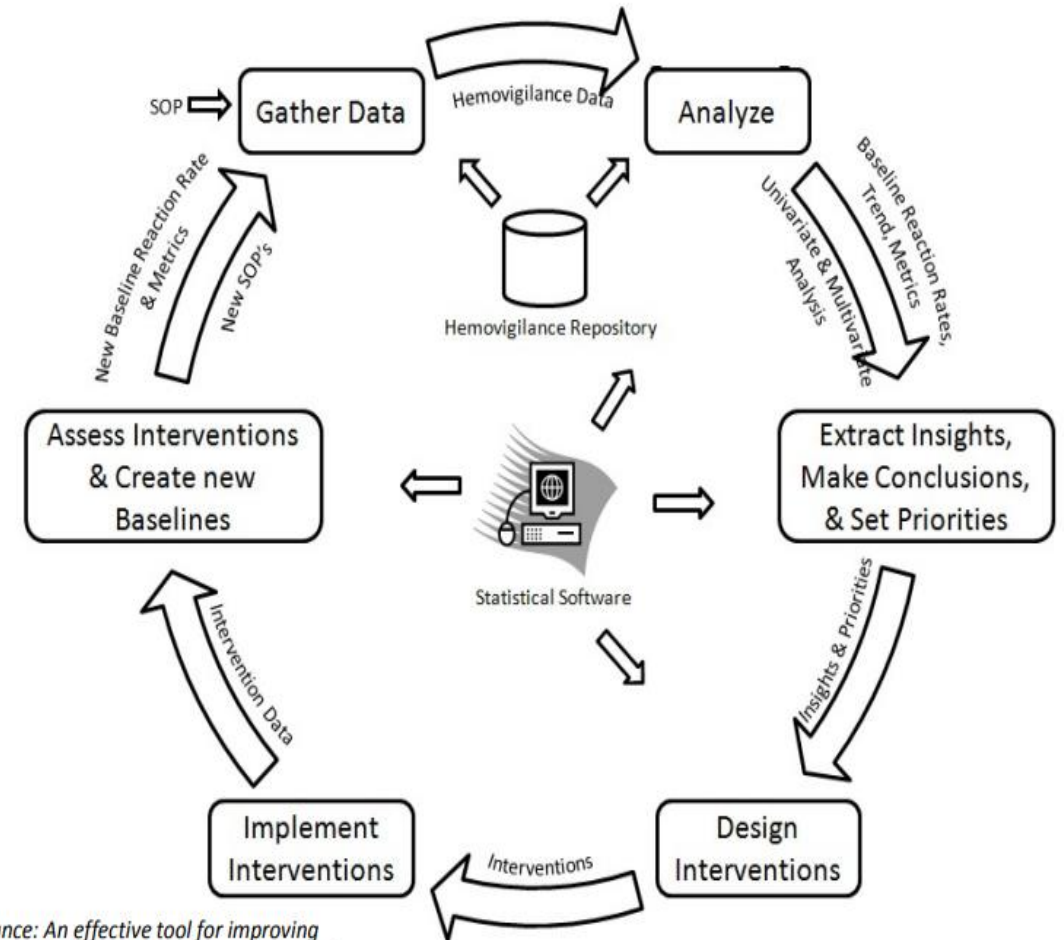 SOP
Gather Data
Hemovigilance Data
Analyze
Baseline Reaction Rates,
Trend, Metrics
Univariate & Multivariate
Analysis
New Baseline Reaction Rate
& Metrics
New SOP's
Hemovigilance Repository
Assess Interventions
& Create new
Baselines
Extract Insights,
Make Conclusions,
& Set Priorities
Statistical Software
Intervention Data
Insights & Priorities
Implement
Interventions
Interventions
Design
Interventions
An effective tool for improving